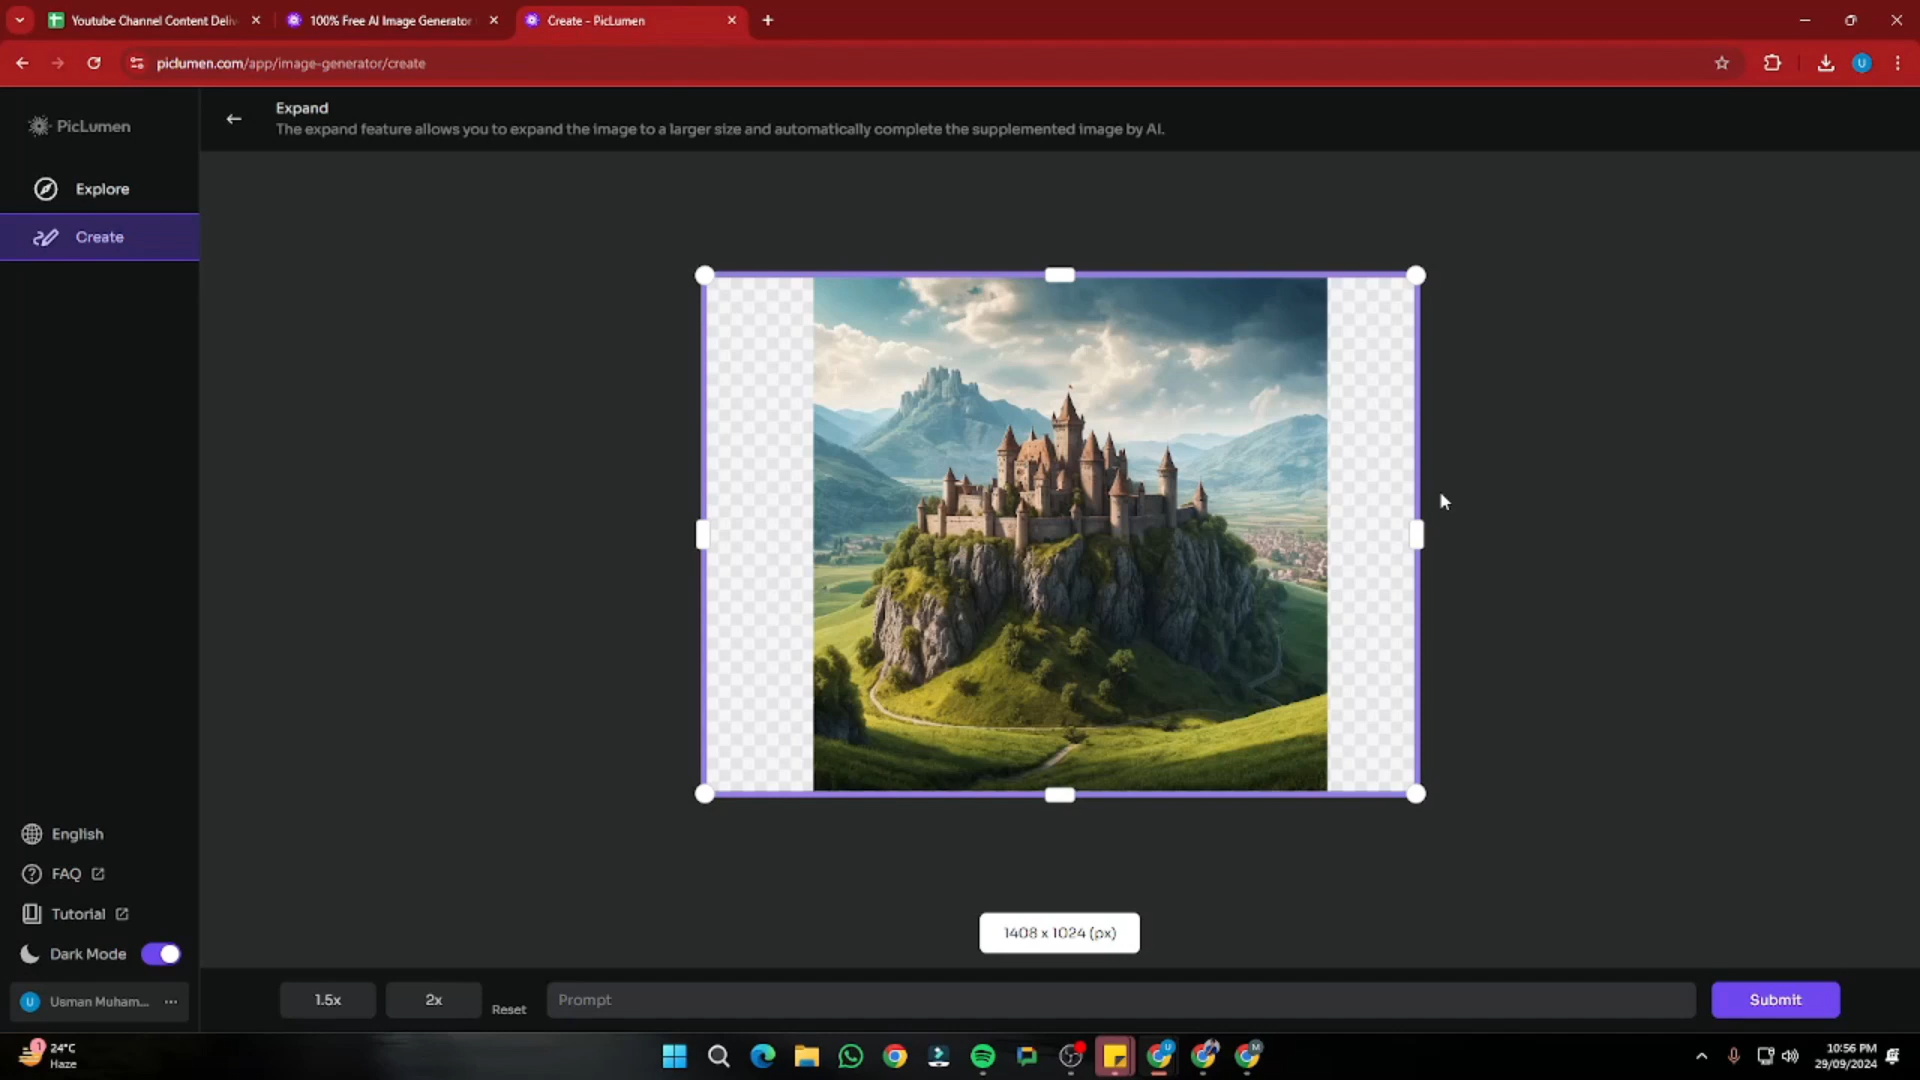 Youtube Channel Content Deliv
100% Free AI Image Generator
Create - PicLumen
piclumen.com/app/image-generator/create
U
PicLumen
Expand
The expand feature allows you to expand the image to a larger size and automatically complete the supplemented image by AI.
Explore
Create
English
FAQ
Tutorial
Dark Mode
U Usman Muham... ...
1408 x 1024 (px)
1.5x
2x
Reset
Prompt
Submit
1
24°C
Haze
U
M
10:56 PM
29/09/2024